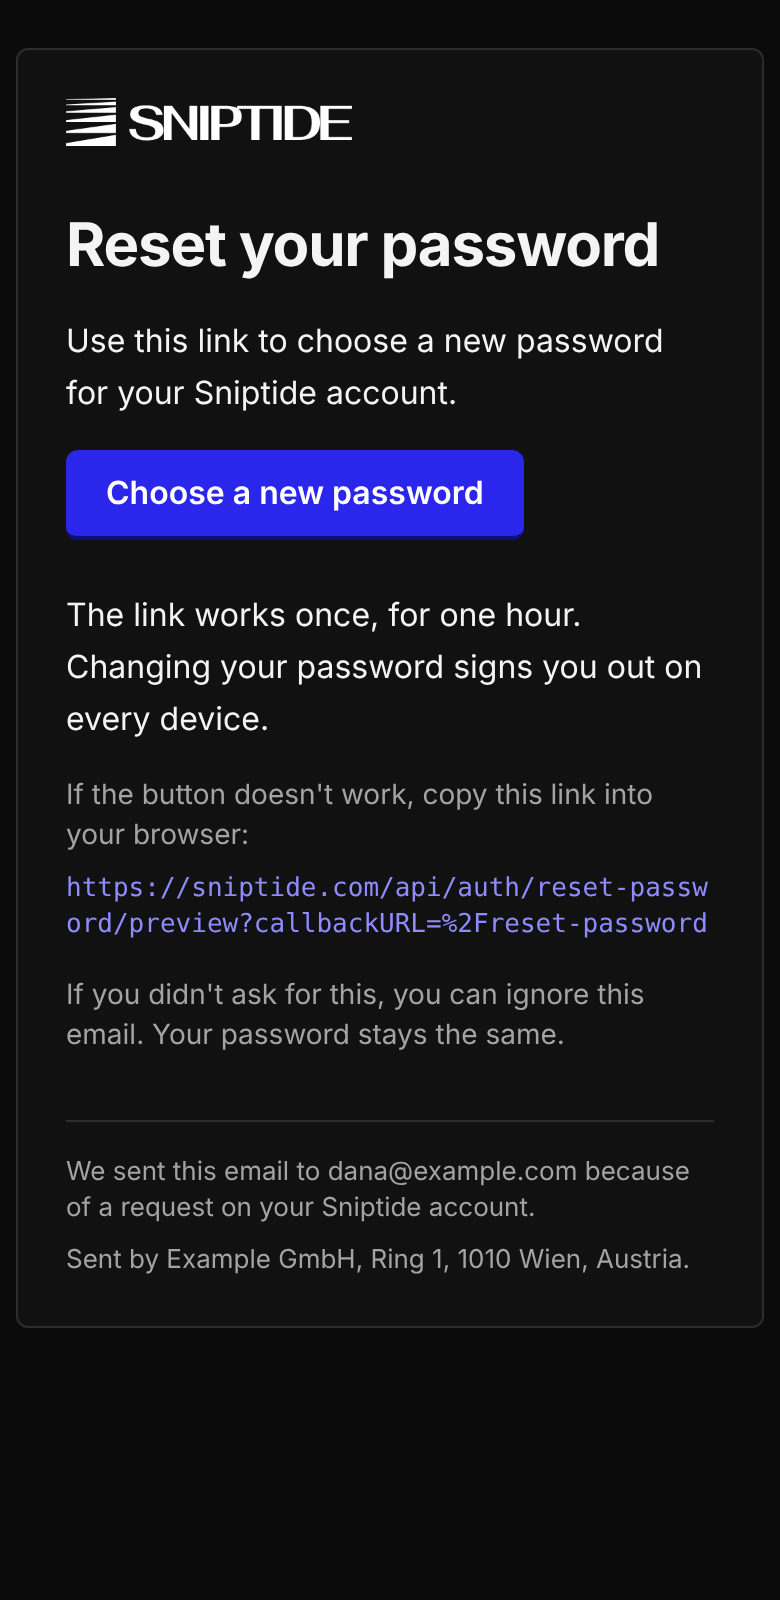 SNIPTIDE
Reset your password
Use this link to choose a new password
for your Sniptide account.
Choose a new password
The link works once, for one hour.
Changing your password signs you out on
every device.
If the button doesn't work, copy this link into
your browser:
https://sniptide.com/api/auth/reset-passw
ord/preview?callbackURL=%2Freset-password
If you didn't ask for this, you can ignore this
email. Your password stays the same.
We sent this email to dana@example.com because
of a request on your Sniptide account.
Sent by Example GmbH, Ring 1, 1010 Wien, Austria.